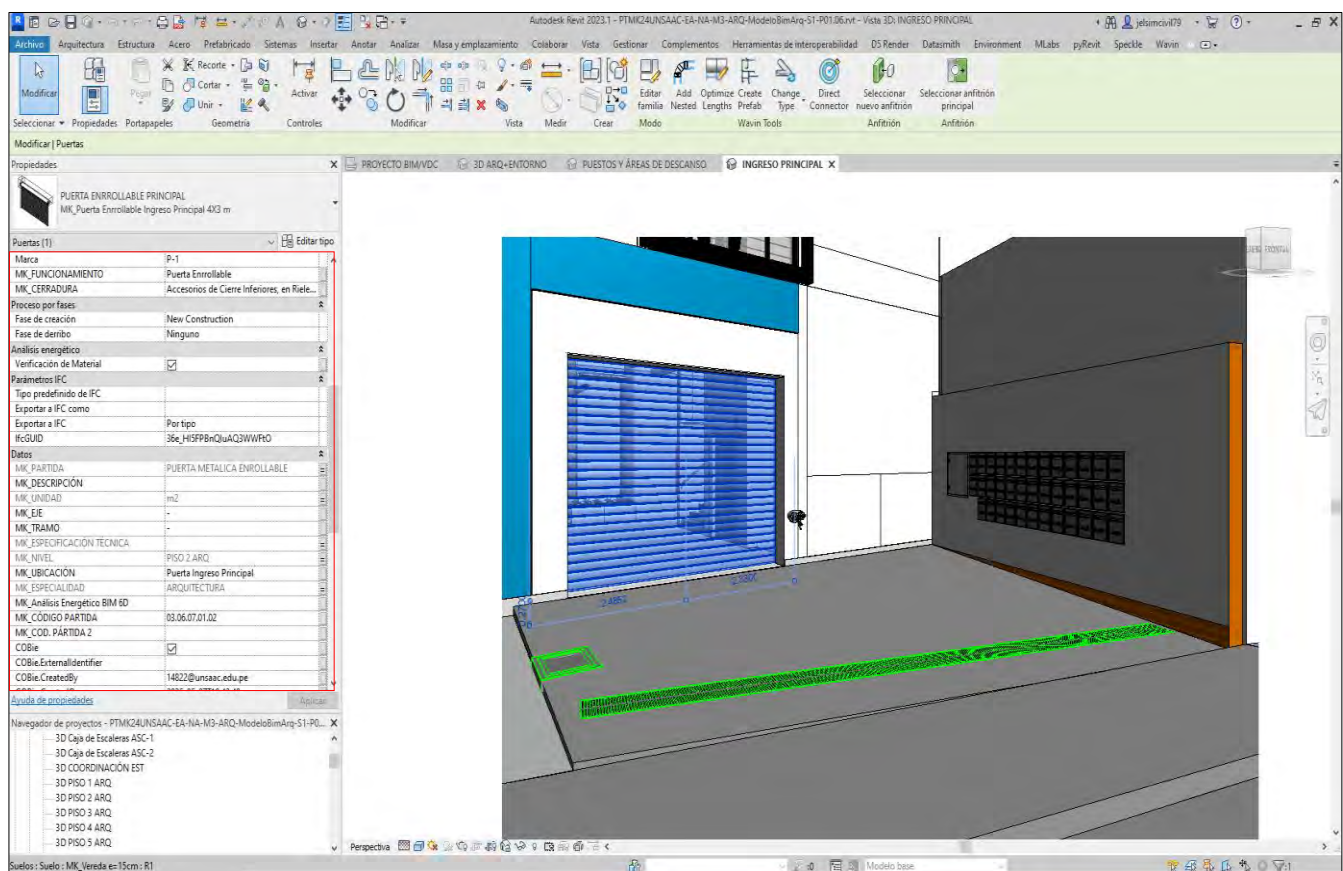 Autodesk Revit 2023.1 - PTMK24UNSAAC-EA-NA-M3-ARQ-ModeloBimArq-S1-P01.06.rvt - Vista 3D: INGRESO PRINCIPAL
jelsimcivil79
Archivo Arquitectura Estructura Acero Prefabricado Sistemas Insertar Anotar Analizar Masa y emplazamiento Colaborar Vista Gestionar Complementos Herramientas de interoperabilidad D5 Render Datasmith Environment MLabs pyRevit Speckle Wavin
Modificar
Pegar
Recorte
Cortar
Unir
Activar
Editar familia
Add Nested
Optimize Lengths
Create Prefab
Change Type
Direct Connector
Seleccionar nuevo anfitrión
Seleccionar anfitrión principal
Seleccionar Propiedades Portapapeles Geometría Controles Modificar Vista Medir Crear Modo Wavin Tools Anfitrión Anfitrión
Modificar | Puertas
Propiedades X
PROYECTO BIM/VDC 3D ARQ+ENTORNO PUESTOS Y ÁREAS DE DESCANSO INGRESO PRINCIPAL X
PUERTA ENRROLLABLE PRINCIPAL
MK_Puerta Enrrollable Ingreso Principal 4X3 m
Puertas (1) Editar tipo
Marca P-1
MK_FUNCIONAMIENTO Puerta Enrrollable
MK_CERRADURA Accesorios de Cierre Inferiores, en Riele...
Proceso por fases
Fase de creación New Construction
Fase de derribo Ninguno
Análisis energético
Verificación de Material
Parámetros IFC
Tipo predefinido de IFC
Exportar a IFC como
Exportar a IFC Por tipo
IfcGUID
Datos
MK_PARTIDA PUERTA METALICA ENROLLABLE
MK_DESCRIPCIÓN
MK_UNIDAD m2
MK_EJE -
MK_TRAMO -
MK_ESPECIFICACIÓN TÉCNICA
MK_NIVEL PISO 2 ARQ
MK_UBICACIÓN Puerta Ingreso Principal
MK_ESPECIALIDAD ARQUITECTURA
MK_Análisis Energético BIM 6D
MK_CÓDIGO PARTIDA 03.06.07.01.02
MK_COD. PÁRTIDA 2
COBie
COBie.ExternalIdentifier
COBie.CreatedBy 14822@unsaac.edu.pe
Ayuda de propiedades Aplicar
Navegador de proyectos - PTMK24UNSAAC-EA-NA-M3-ARQ-ModeloBimArq-S1-P0... X
3D Caja de Escaleras ASC-1
3D Caja de Escaleras ASC-2
3D COORDINACIÓN EST
3D PISO 1 ARQ
3D PISO 2 ARQ
3D PISO 3 ARQ
3D PISO 4 ARQ
3D PISO 5 ARQ
Perspectiva
Suelos : Suelo : MK_Vereda e=15cm : R1
:0
Modelo base
:1